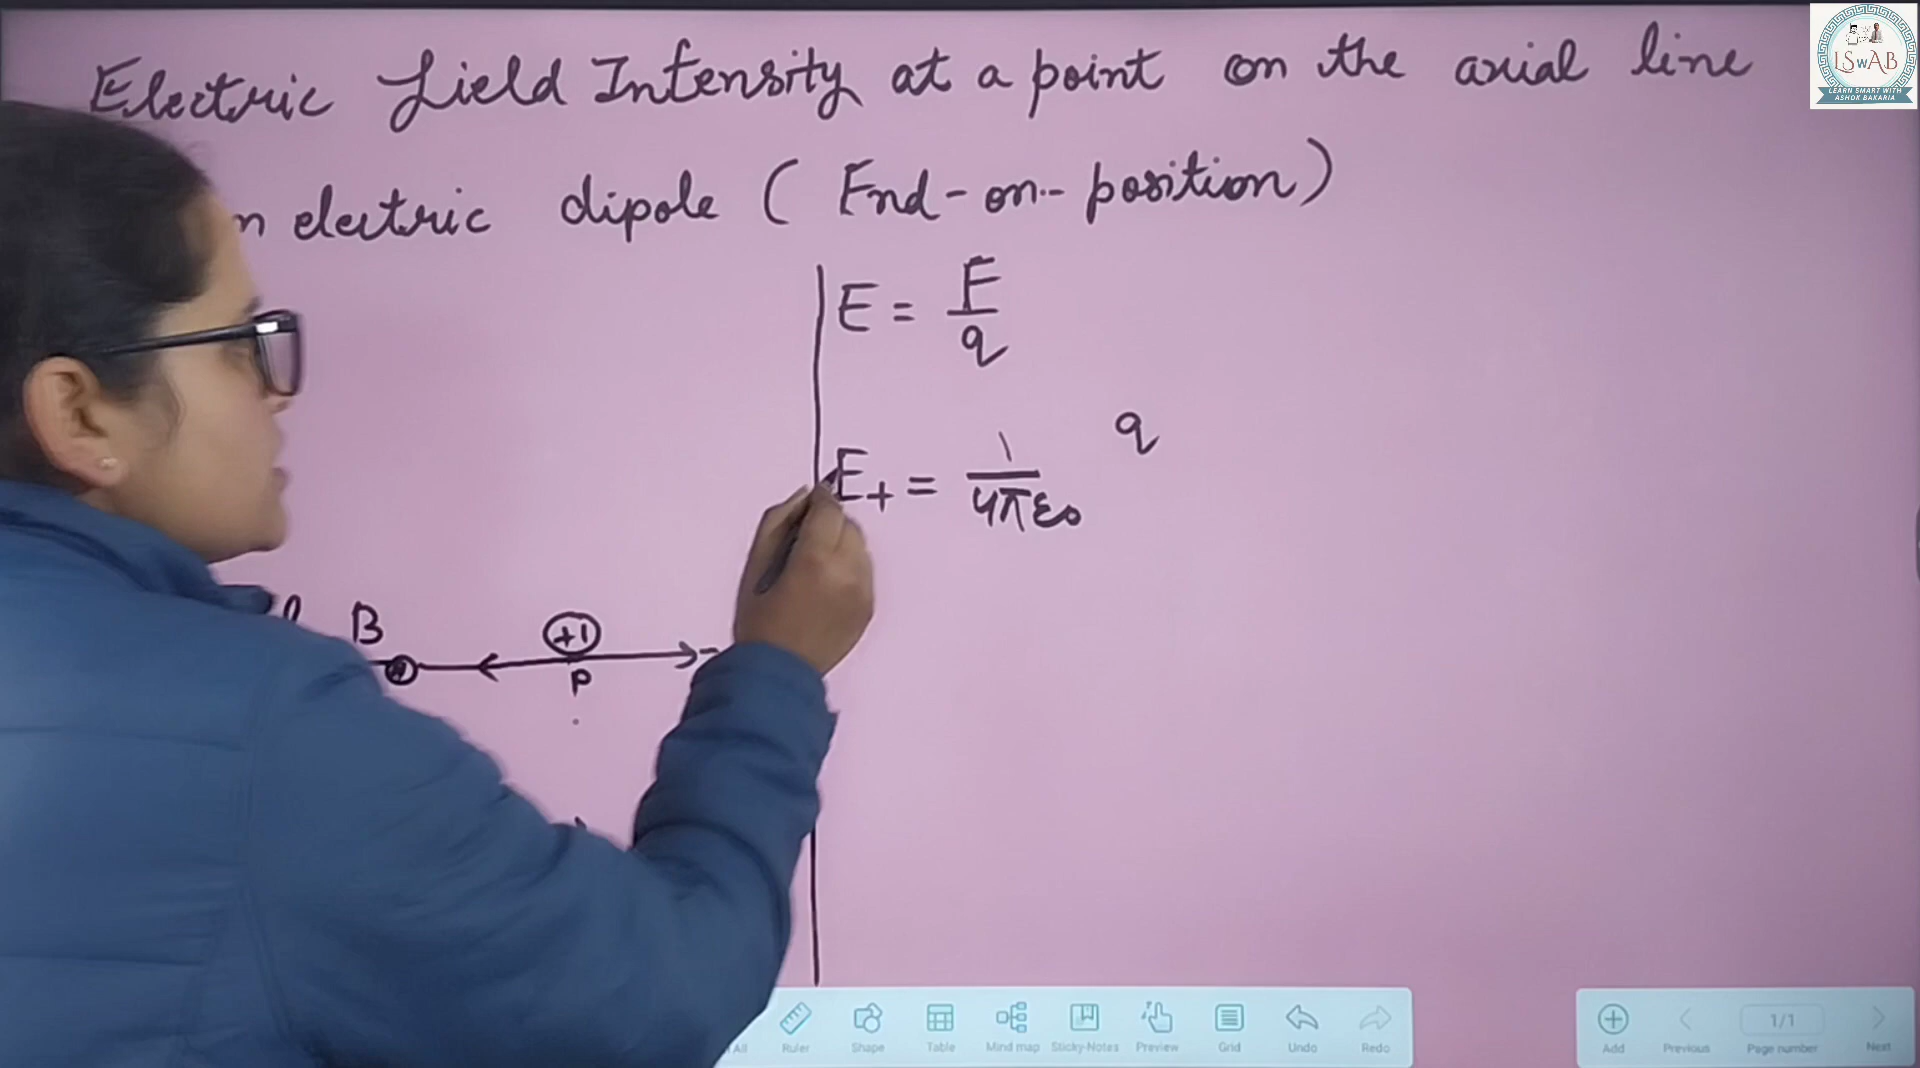 Electric field Intensity at a point on the axial line
n electric dipole ( End-on-position)
E = F/q
q
E+ = 1/4πε0
B
+1
P
LSwAB
LEARN SMART WITH
ASHOK BAKARIA
All Ruler Shape Table Mind map Sticky-Notes Preview Grid Undo Redo
Add Previous 1/1 Page number Next